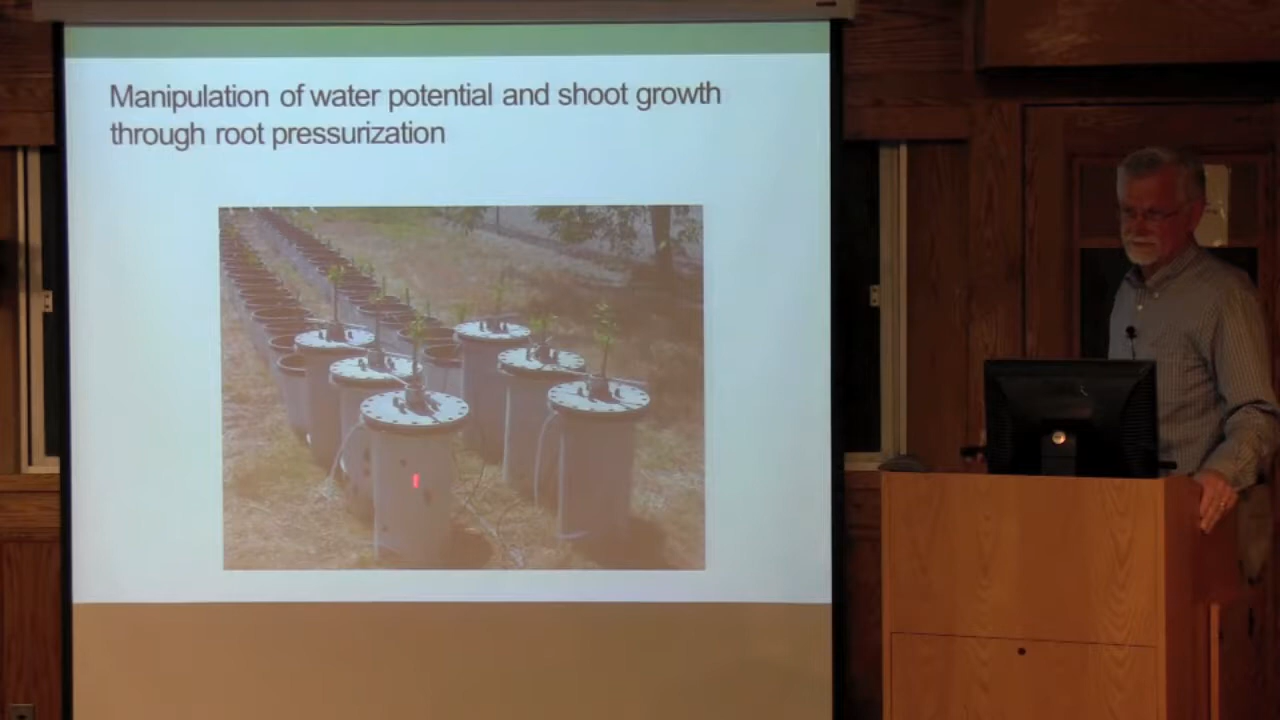 Manipulation of water potential and shoot growth
through root pressurization